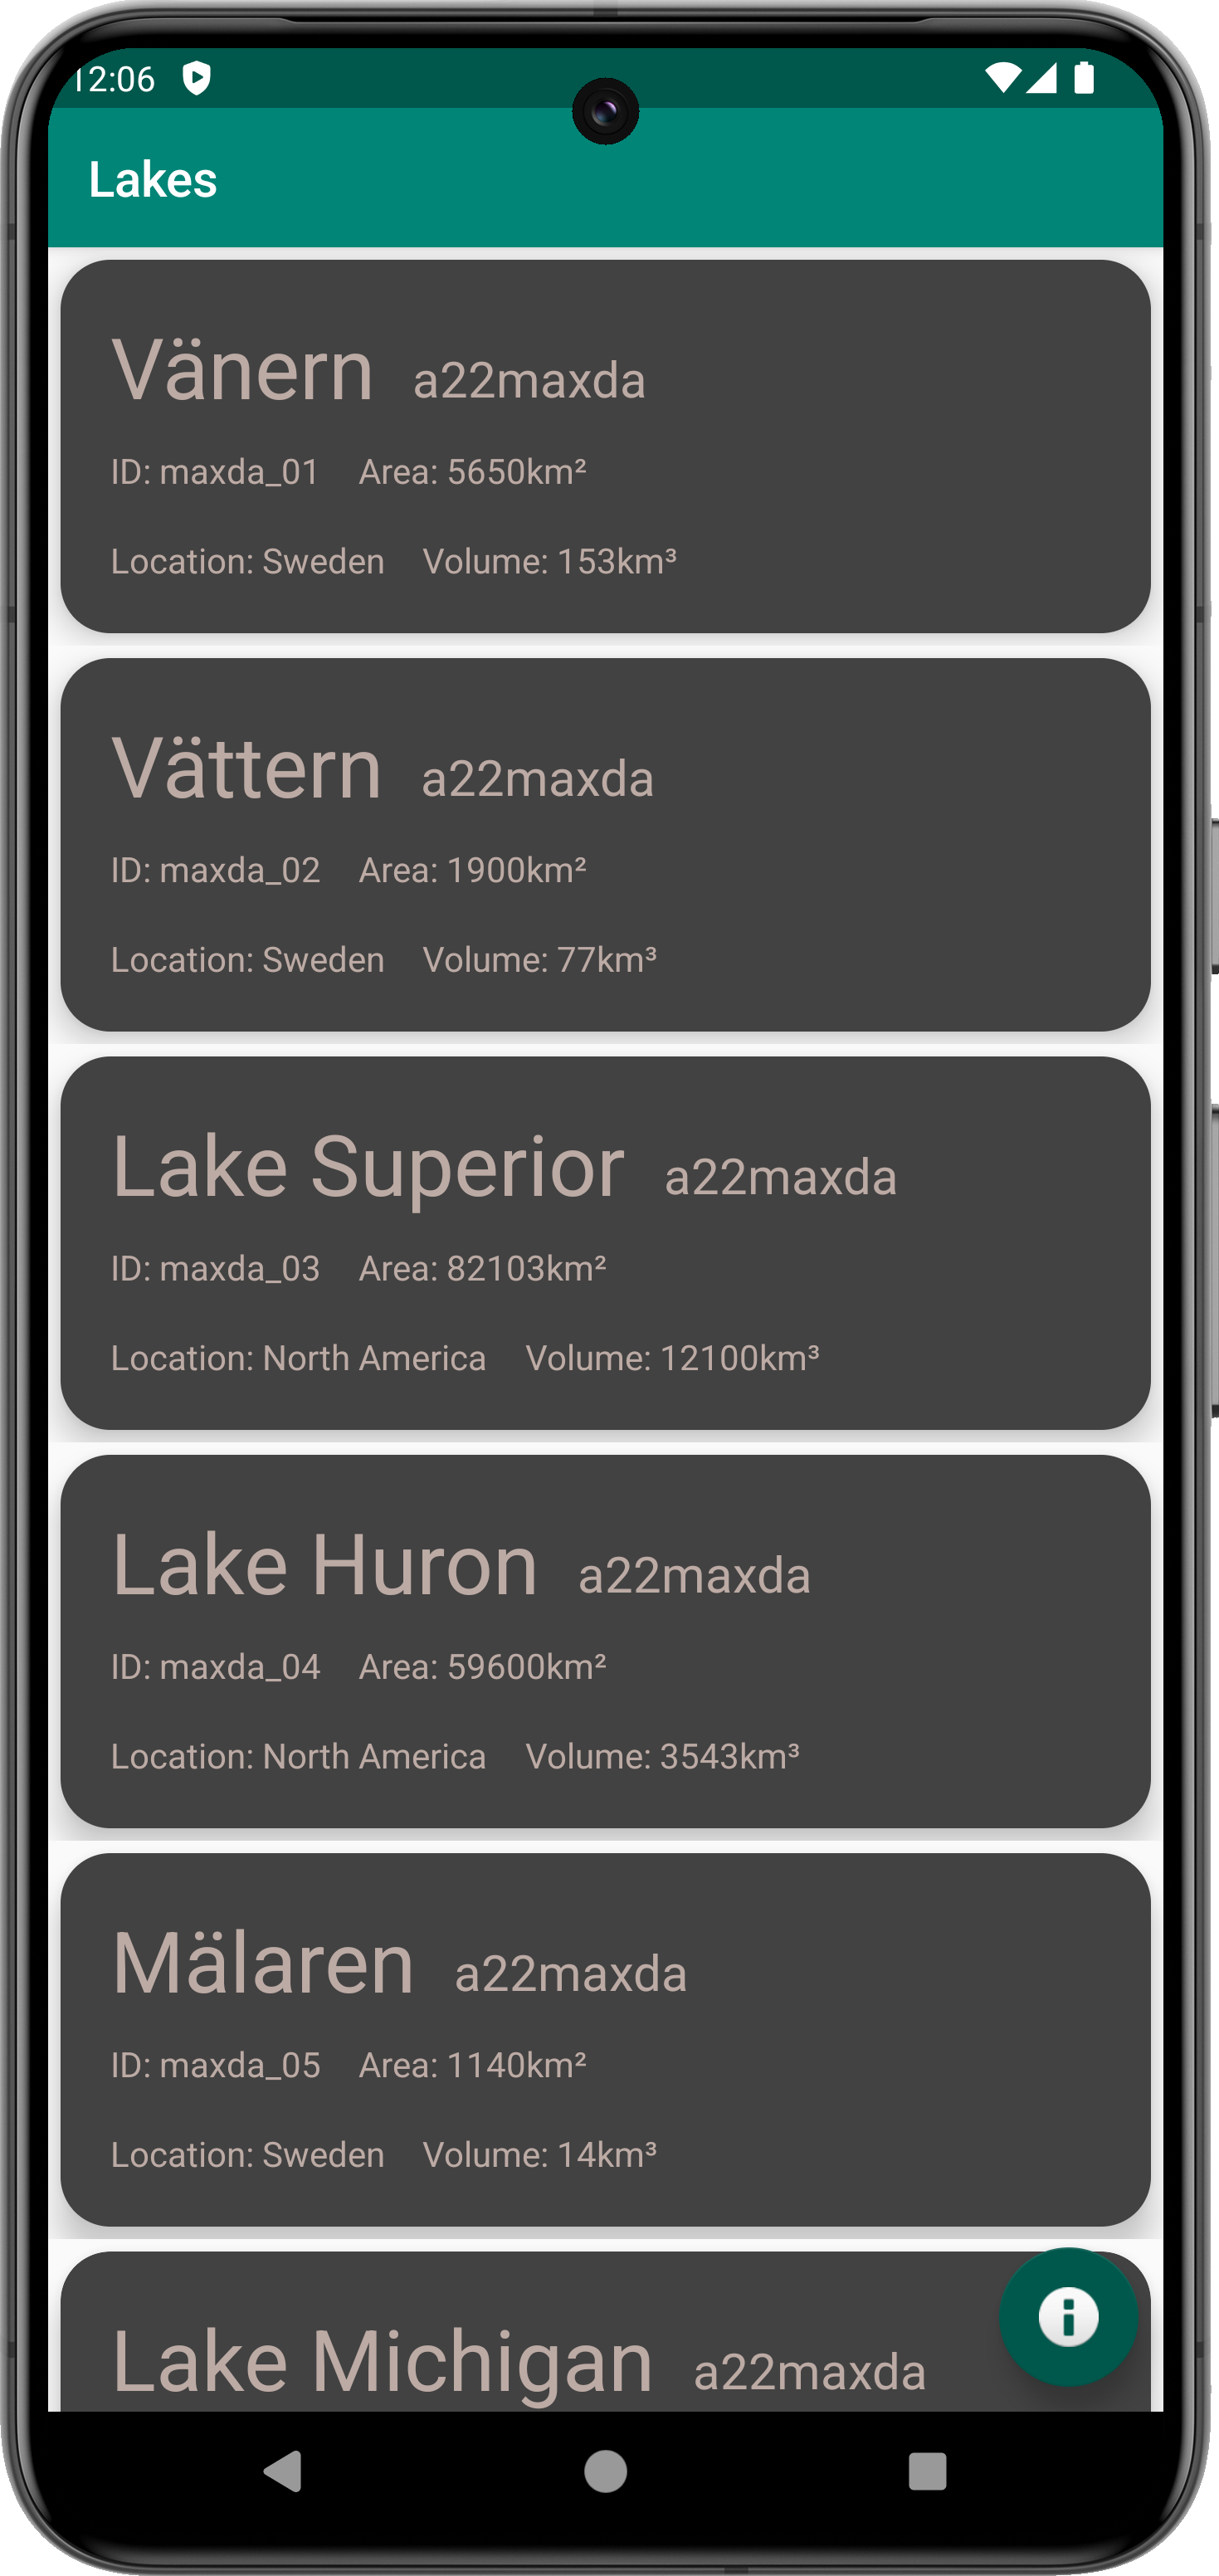 12:06
Lakes
Vänern a22maxda
ID: maxda_01 Area: 5650km²
Location: Sweden Volume: 153km³
Vättern a22maxda
ID: maxda_02 Area: 1900km²
Location: Sweden Volume: 77km³
Lake Superior a22maxda
ID: maxda_03 Area: 82103km²
Location: North America Volume: 12100km³
Lake Huron a22maxda
ID: maxda_04 Area: 59600km²
Location: North America Volume: 3543km³
Mälaren a22maxda
ID: maxda_05 Area: 1140km²
Location: Sweden Volume: 14km³
Lake Michigan a22maxda